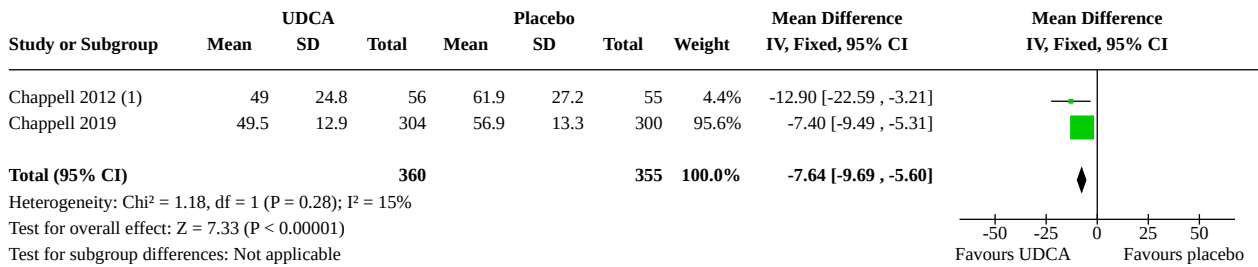 UDCA Placebo Mean Difference Mean Difference
Study or Subgroup Mean SD Total Mean SD Total Weight IV, Fixed, 95% CI IV, Fixed, 95% CI
Chappell 2012 (1) 49 24.8 56 61.9 27.2 55 4.4% -12.90 [-22.59 , -3.21]
Chappell 2019 49.5 12.9 304 56.9 13.3 300 95.6% -7.40 [-9.49 , -5.31]
Total (95% CI) 360 355 100.0% -7.64 [-9.69 , -5.60]
Heterogeneity: Chi² = 1.18, df = 1 (P = 0.28); I² = 15%
Test for overall effect: Z = 7.33 (P < 0.00001)
-50 -25 0 25 50
Test for subgroup differences: Not applicable Favours UDCA Favours placebo